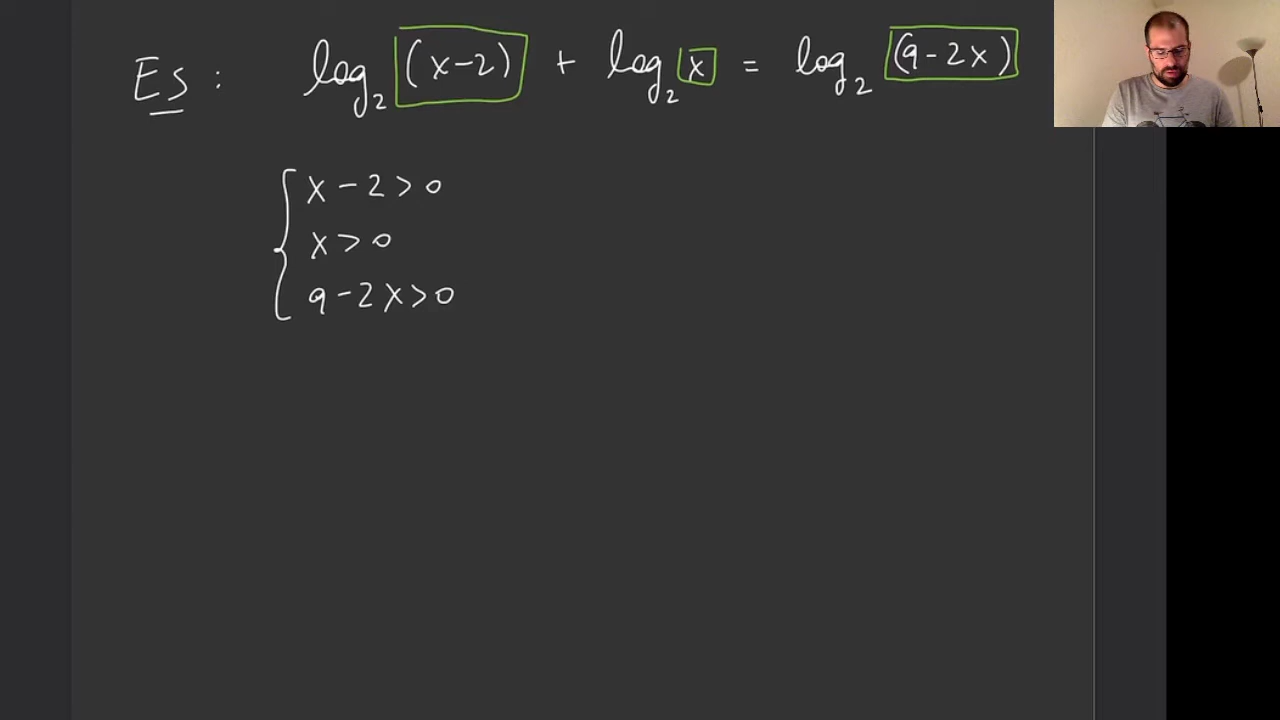 Es : log₂ (x-2) + log₂ x = log₂ (9-2x)
x-2>0
x>0
9-2x>0